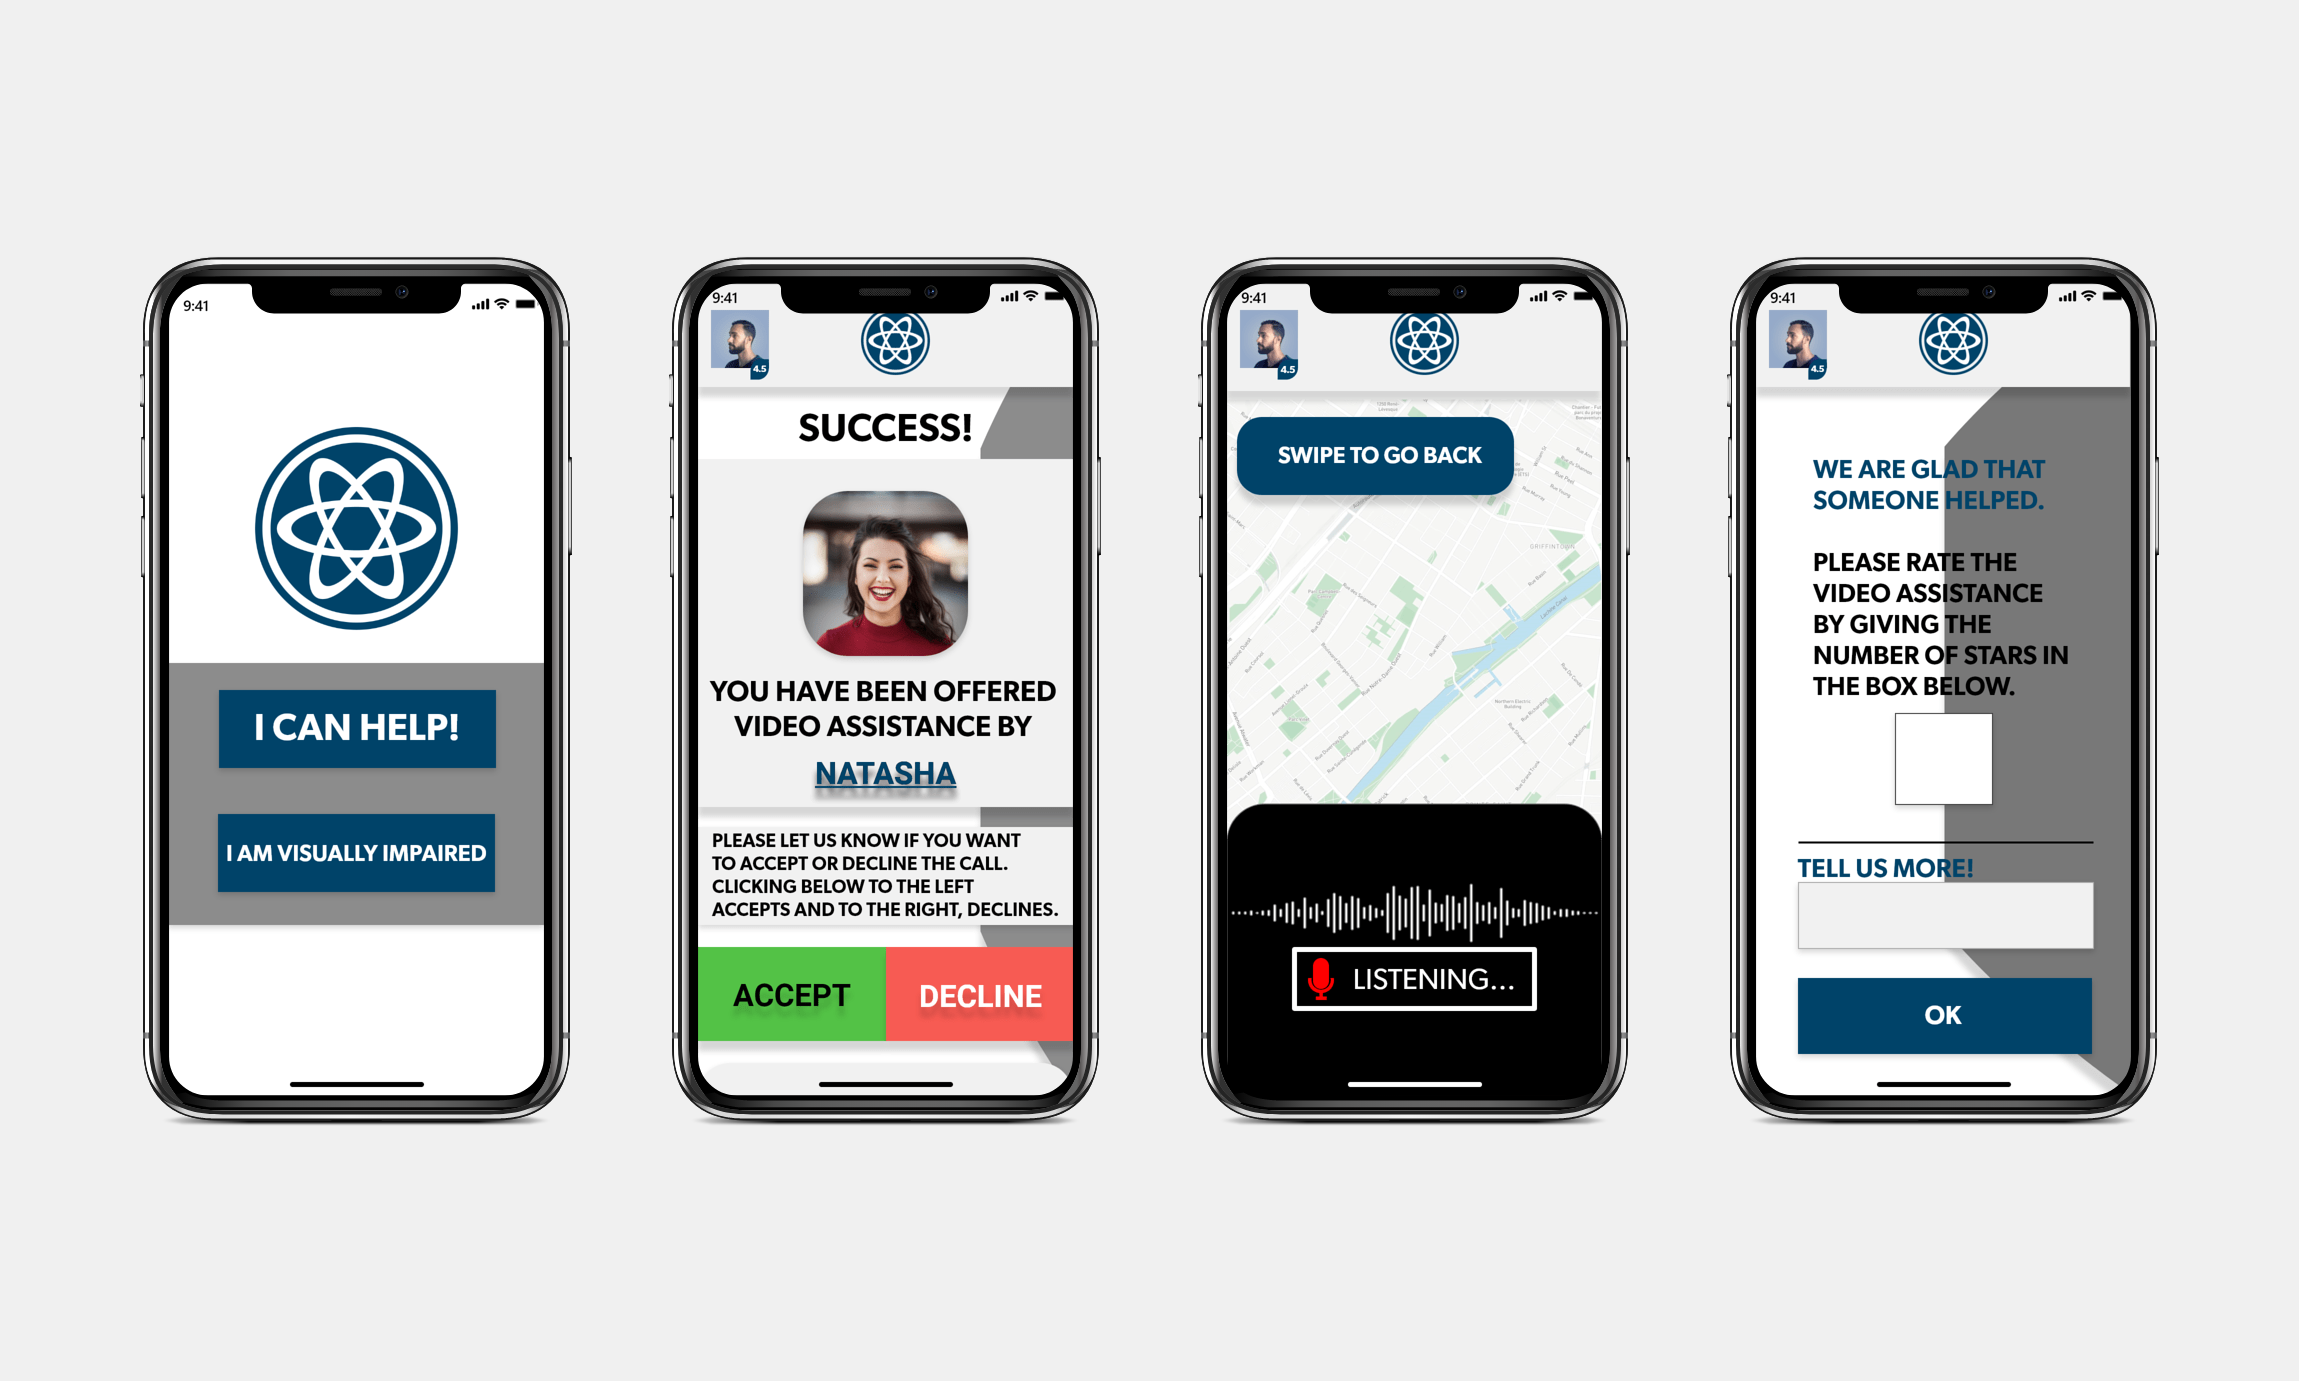 9:41
I CAN HELP!
I AM VISUALLY IMPAIRED
9:41
4.5
SUCCESS!
YOU HAVE BEEN OFFERED
VIDEO ASSISTANCE BY
NATASHA
PLEASE LET US KNOW IF YOU WANT
TO ACCEPT OR DECLINE THE CALL.
CLICKING BELOW TO THE LEFT
ACCEPTS AND TO THE RIGHT, DECLINES.
ACCEPT
DECLINE
9:41
4.5
SWIPE TO GO BACK
GRIFFINTOWN
LISTENING...
9:41
4.5
WE ARE GLAD THAT
SOMEONE HELPED.
PLEASE RATE THE
VIDEO ASSISTANCE
BY GIVING THE
NUMBER OF STARS IN
THE BOX BELOW.
TELL US MORE!
OK